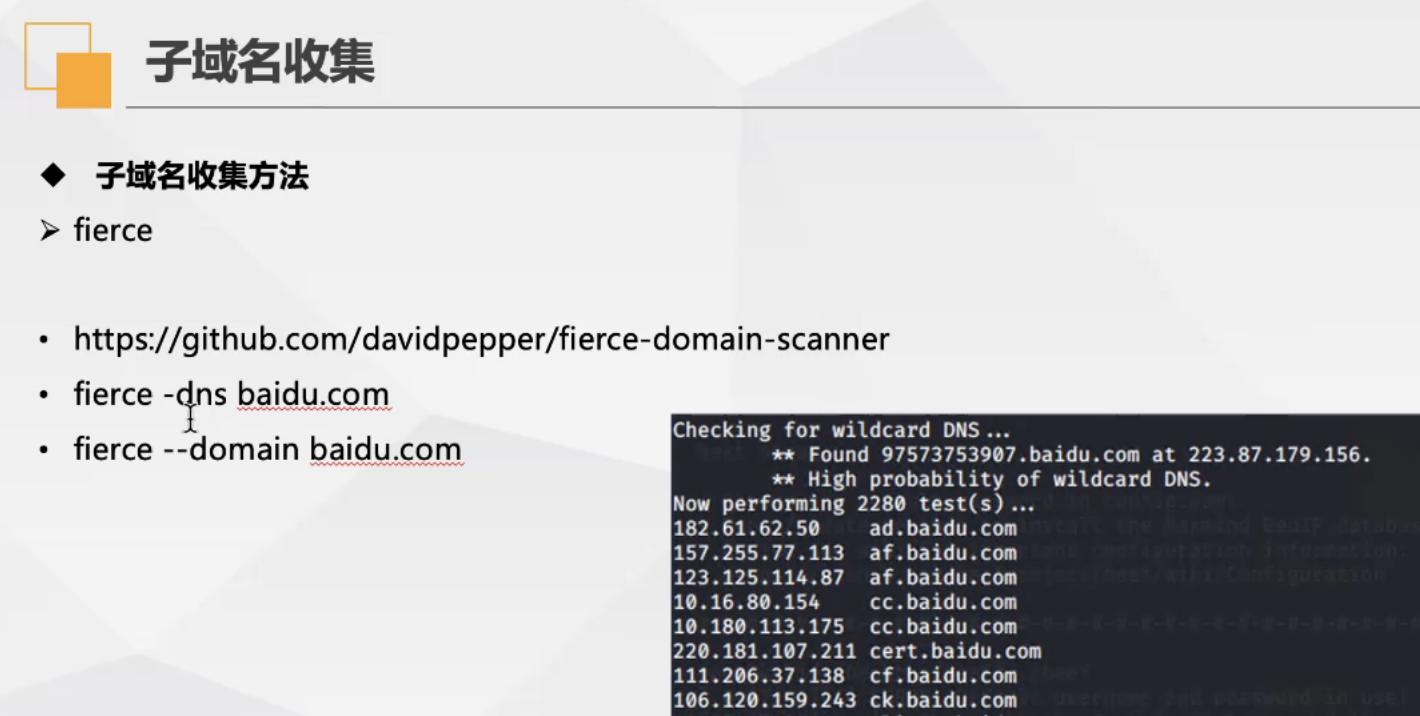 子域名收集
◆ 子域名收集方法
➢ fierce
• https://github.com/davidpepper/fierce-domain-scanner
• fierce -dns baidu.com
• fierce --domain baidu.com
Checking for wildcard DNS...
** Found 97573753907.baidu.com at 223.87.179.156.
** High probability of wildcard DNS.
Now performing 2280 test(s)...
182.61.62.50 ad.baidu.com
157.255.77.113 af.baidu.com
123.125.114.87 af.baidu.com
10.16.80.154 cc.baidu.com
10.180.113.175 cc.baidu.com
220.181.107.211 cert.baidu.com
111.206.37.138 cf.baidu.com
106.120.159.243 ck.baidu.com